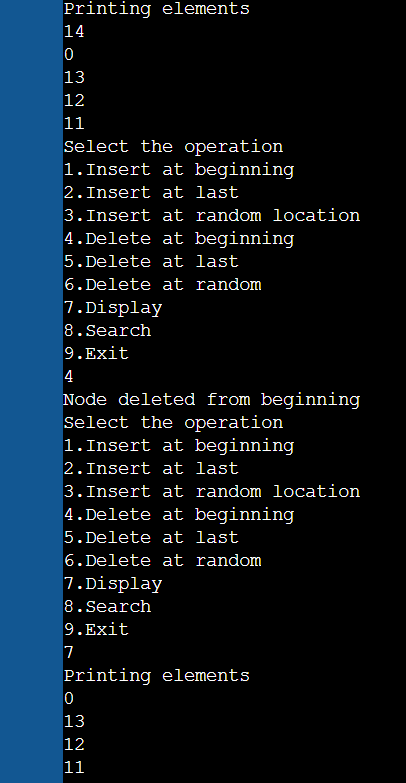 Printing elements
14
0
13
12
11
Select the operation
1.Insert at beginning
2.Insert at last
3.Insert at random location
4.Delete at beginning
5.Delete at last
6.Delete at random
7.Display
8.Search
9.Exit
4
Node deleted from beginning
Select the operation
1.Insert at beginning
2.Insert at last
3.Insert at random location
4.Delete at beginning
5.Delete at last
6.Delete at random
7.Display
8.Search
9.Exit
7
Printing elements
0
13
12
11